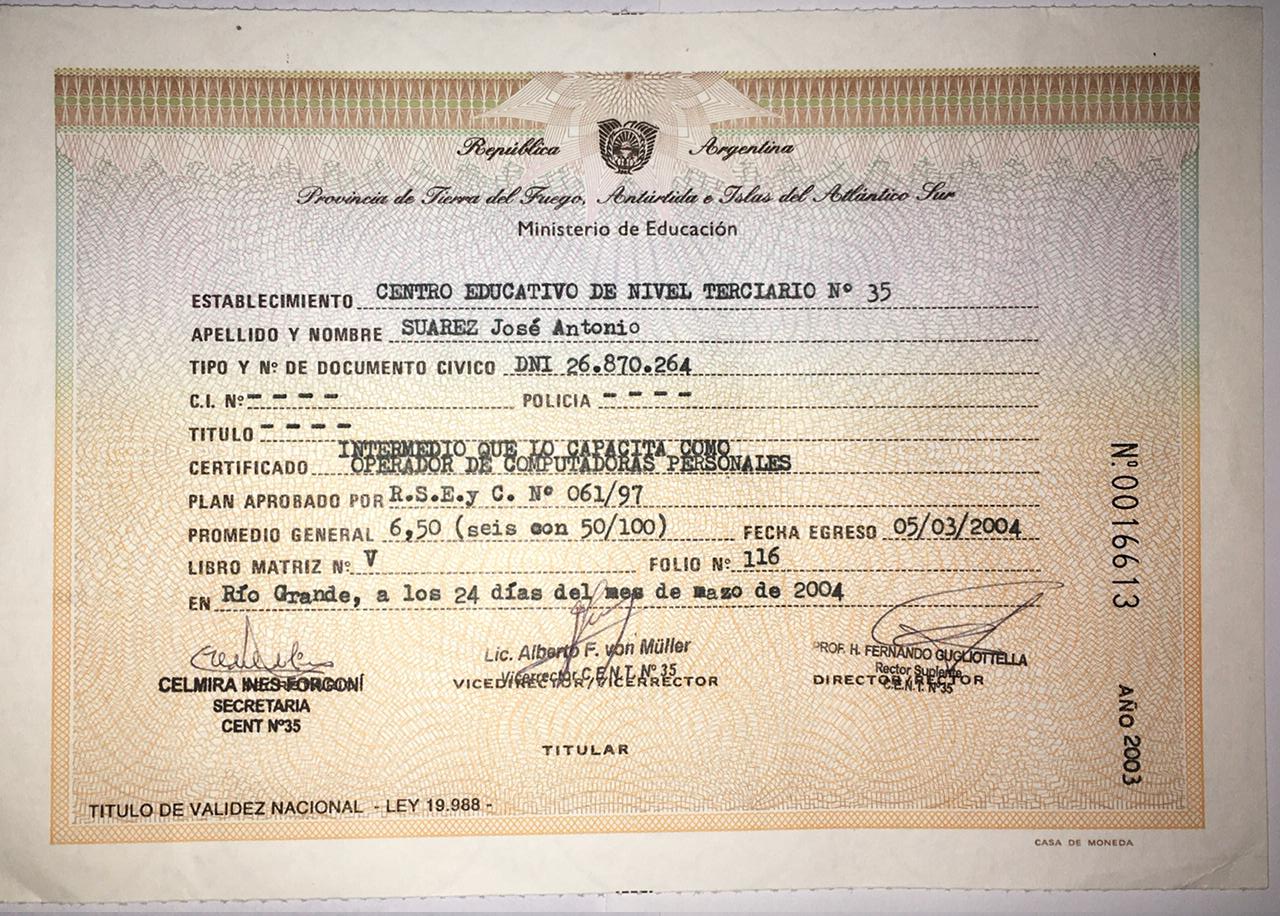 República Argentina
Provincia de Tierra del Fuego, Antártida e Islas del Atlántico Sur
Ministerio de Educación
ESTABLECIMIENTO CENTRO EDUCATIVO DE NIVEL TERCIARIO Nº 35
APELLIDO Y NOMBRE SUAREZ José Antonio
TIPO Y Nº DE DOCUMENTO CIVICO DNI 26.870.264
C.I. Nº - - - - POLICIA - - - -
TITULO - - - -
INTERMEDIO QUE LO CAPACITA COMO
CERTIFICADO OPERADOR DE COMPUTADORAS PERSONALES
PLAN APROBADO POR R.S.E.y C. Nº 061/97
PROMEDIO GENERAL 6,50 (seis con 50/100) FECHA EGRESO 05/03/2004
LIBRO MATRIZ Nº V FOLIO Nº 116
EN Río Grande, a los 24 días del mes de mazo de 2004
Nº 00016613
AÑO 2003
CELMIRA INES FORGONÍ
SECRETARIA
CENT Nº35
Lic. Alberto F. von Müller
Vicerrector C.E.N.T. Nº 35
VICEDIRECTOR/VICERRECTOR
PROF. H. FERNANDO GUGLIOTTELLA
Rector Suplente
C.E.N.T. Nº35
DIRECTOR/RECTOR
TITULAR
TITULO DE VALIDEZ NACIONAL - LEY 19.988 -
CASA DE MONEDA